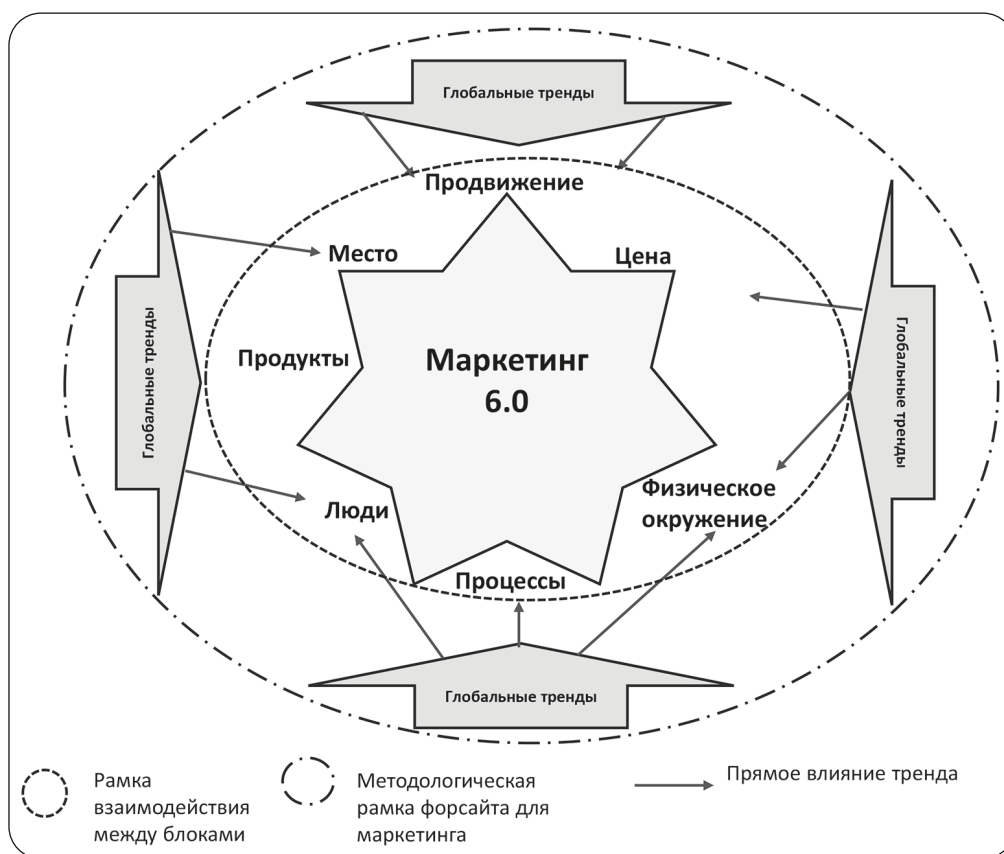 Глобальные тренды
Продвижение
Место
Цена
Глобальные тренды
Продукты
Маркетинг
6.0
Глобальные тренды
Люди
Физическое
окружение
Процессы
Глобальные тренды
Рамка
взаимодействия
между блоками
Методологическая
рамка форсайта для
маркетинга
Прямое влияние тренда